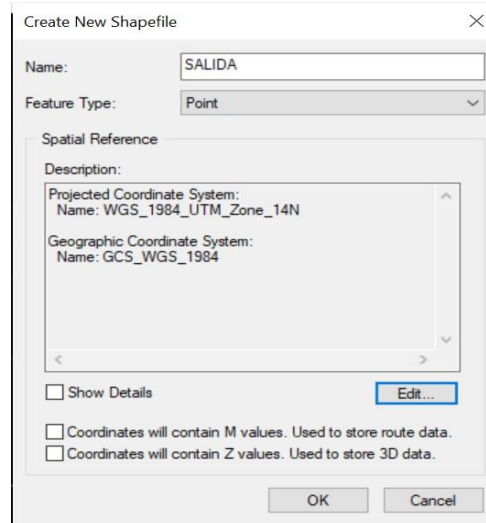 Create New Shapefile
Name: SALIDA
Feature Type: Point
Spatial Reference
Description:
Projected Coordinate System:
Name: WGS_1984_UTM_Zone_14N
Geographic Coordinate System:
Name: GCS_WGS_1984
Show Details Edit...
Coordinates will contain M values. Used to store route data.
Coordinates will contain Z values. Used to store 3D data.
OK Cancel